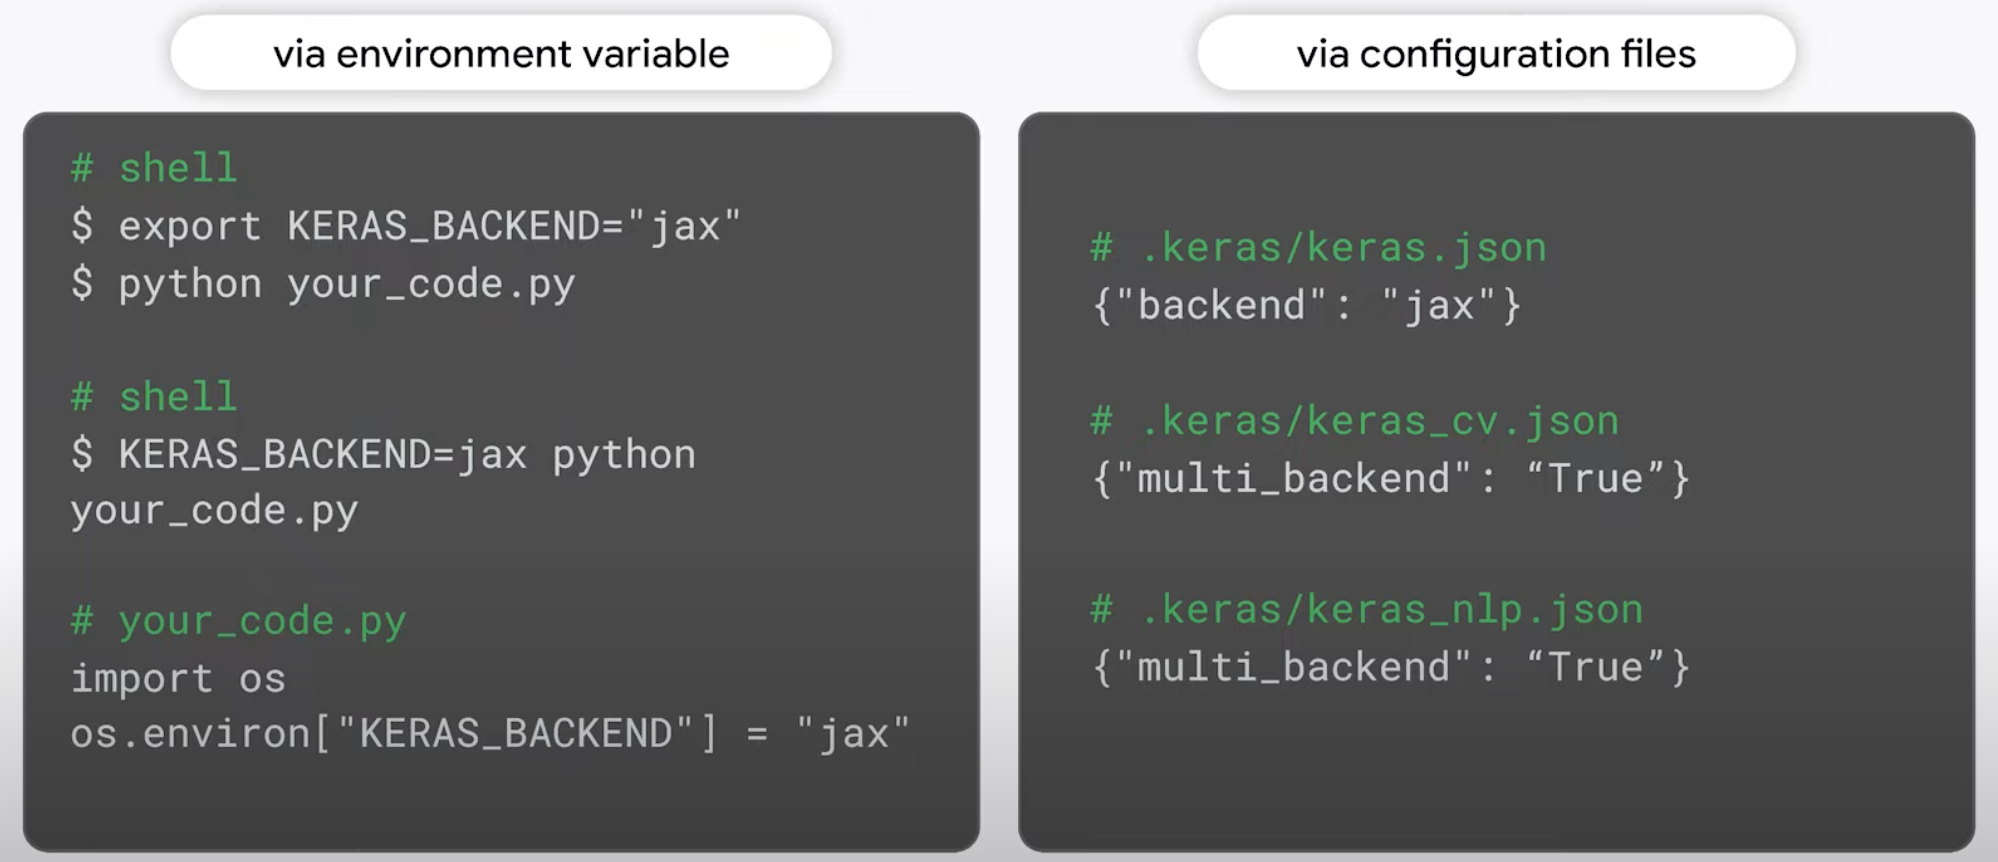 via environment variable
# shell
$ export KERAS_BACKEND="jax"
$ python your_code.py
# shell
$ KERAS_BACKEND=jax python
your_code.py
# your_code.py
import os
os.environ["KERAS_BACKEND"] = "jax"
via configuration files
# .keras/keras.json
{"backend": "jax"}
# .keras/keras_cv.json
{"multi_backend": “True”}
# .keras/keras_nlp.json
{"multi_backend": “True”}